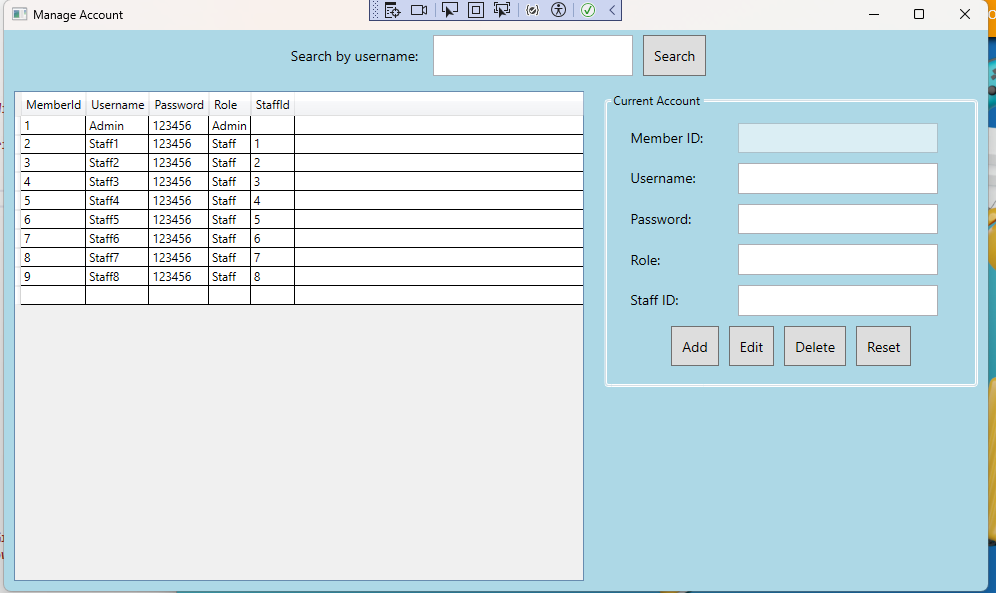 Manage Account
Search by username:
Search
MemberId Username Password Role StaffId
1 Admin 123456 Admin
2 Staff1 123456 Staff 1
3 Staff2 123456 Staff 2
4 Staff3 123456 Staff 3
5 Staff4 123456 Staff 4
6 Staff5 123456 Staff 5
7 Staff6 123456 Staff 6
8 Staff7 123456 Staff 7
9 Staff8 123456 Staff 8
Current Account
Member ID:
Username:
Password:
Role:
Staff ID:
Add Edit Delete Reset